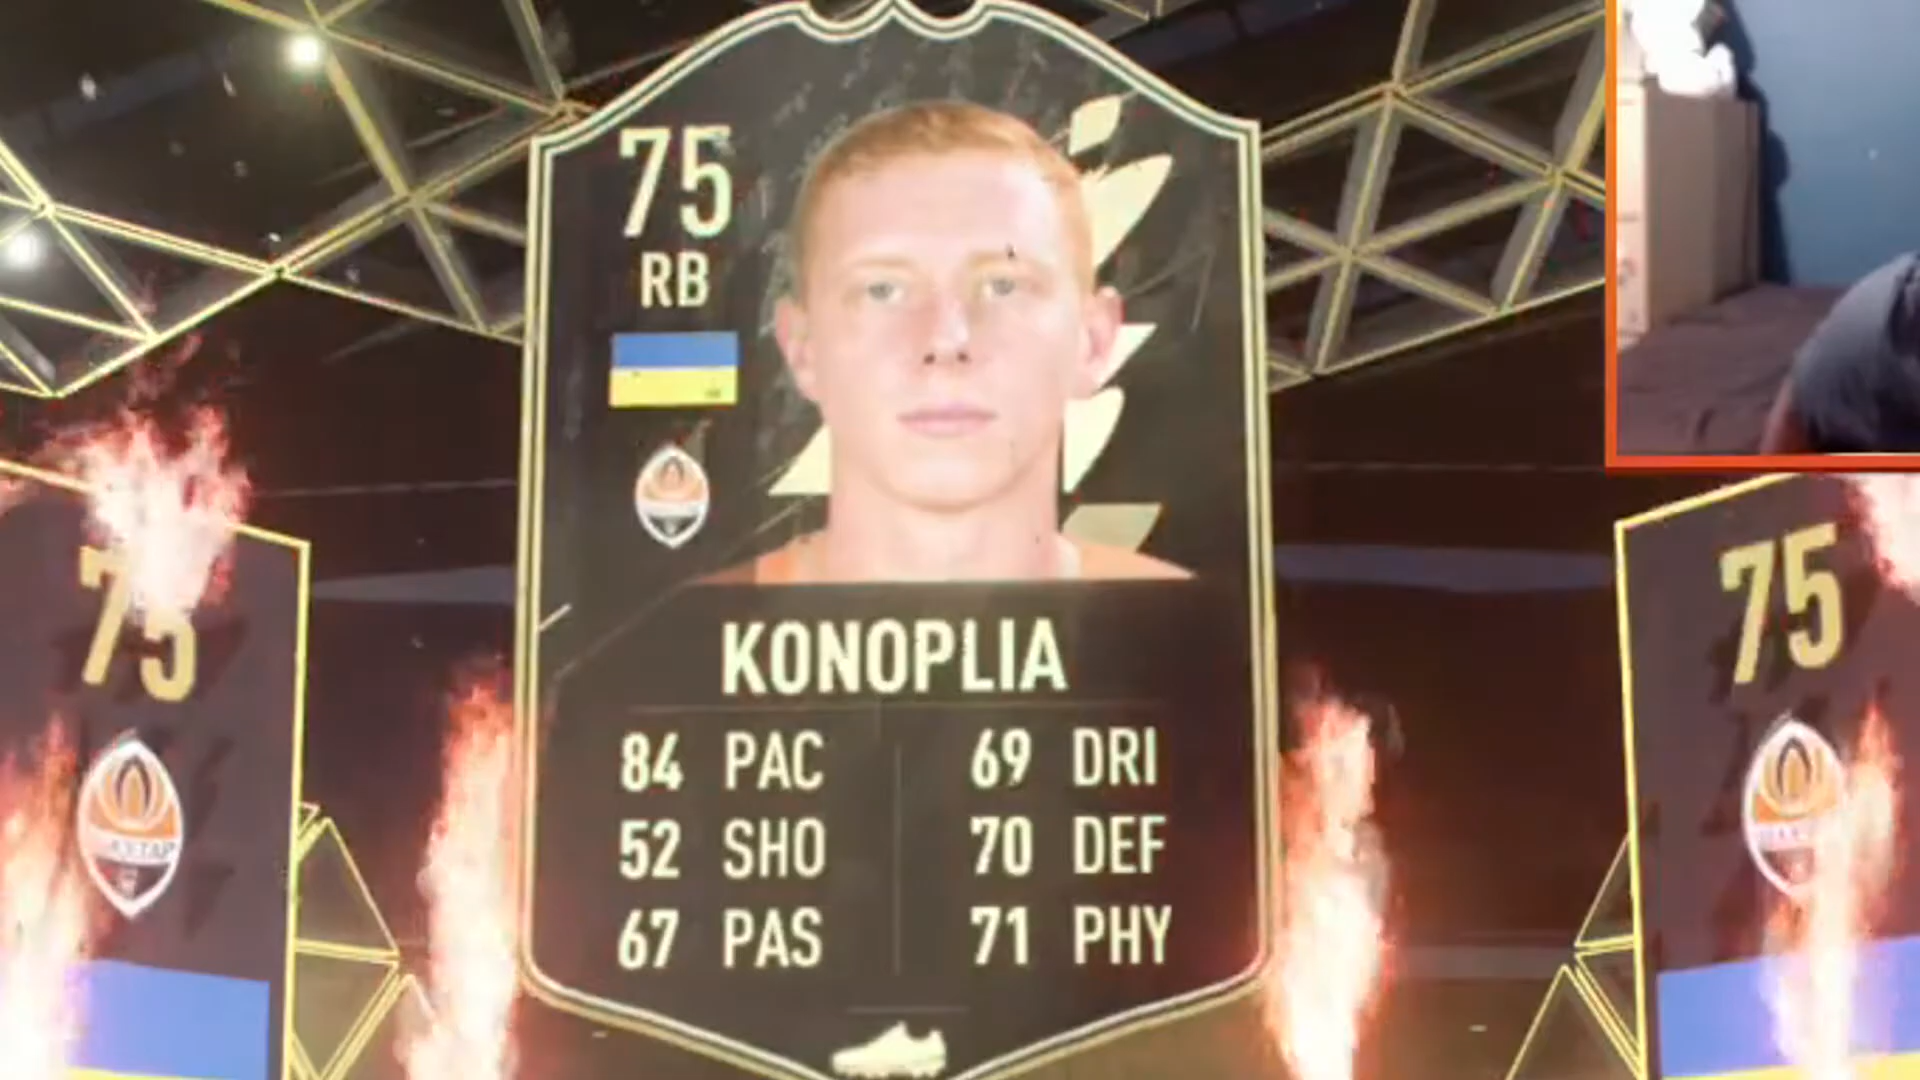 75
RB
KONOPLIA
84 PAC 69 DRI
52 SHO 70 DEF
67 PAS 71 PHY
75
75